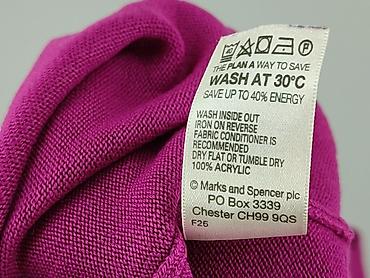 40
P
THE PLAN A WAY TO SAVE
WASH AT 30°C
SAVE UP TO 40% ENERGY
WASH INSIDE OUT
IRON ON REVERSE
FABRIC CONDITIONER IS
RECOMMENDED
DRY FLAT OR TUMBLE DRY
100% ACRYLIC
© Marks and Spencer plc
PO Box 3339
Chester CH99 9QS
F26